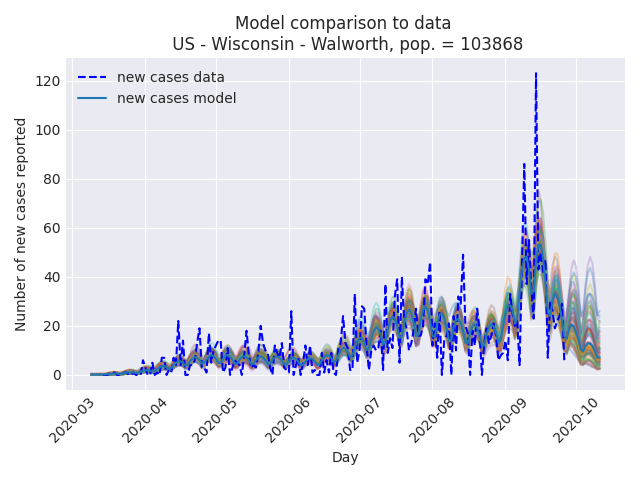 Model comparison to data
US - Wisconsin - Walworth, pop. = 103868
new cases data
new cases model
Number of new cases reported
120
100
80
60
40
20
0
2020-03
2020-04
2020-05
2020-06
2020-07
2020-08
2020-09
2020-10
Day